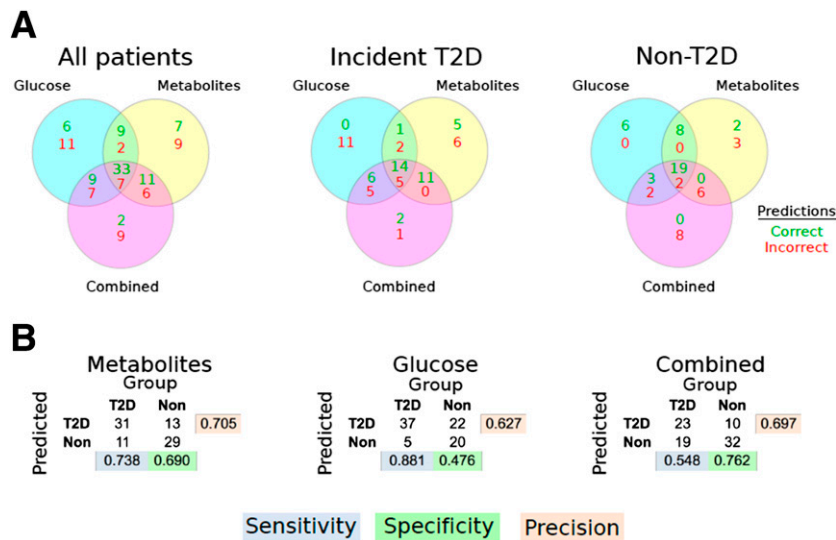 A
All patients
Incident T2D
Non-T2D
Glucose
Metabolites
Glucose
Metabolites
Glucose
Metabolites
6
11
9
2
7
9
33
7
9
7
11
6
2
9
Combined
0
11
1
2
5
6
14
5
6
5
11
0
2
1
Combined
6
0
8
0
2
3
19
2
3
2
0
6
0
8
Combined
Predictions
Correct
Incorrect
B
Metabolites
Group
T2D Non
Predicted
T2D 31 13 0.705
Non 11 29
0.738 0.690
Glucose
Group
T2D Non
Predicted
T2D 37 22 0.627
Non 5 20
0.881 0.476
Combined
Group
T2D Non
Predicted
T2D 23 10 0.697
Non 19 32
0.548 0.762
Sensitivity Specificity Precision